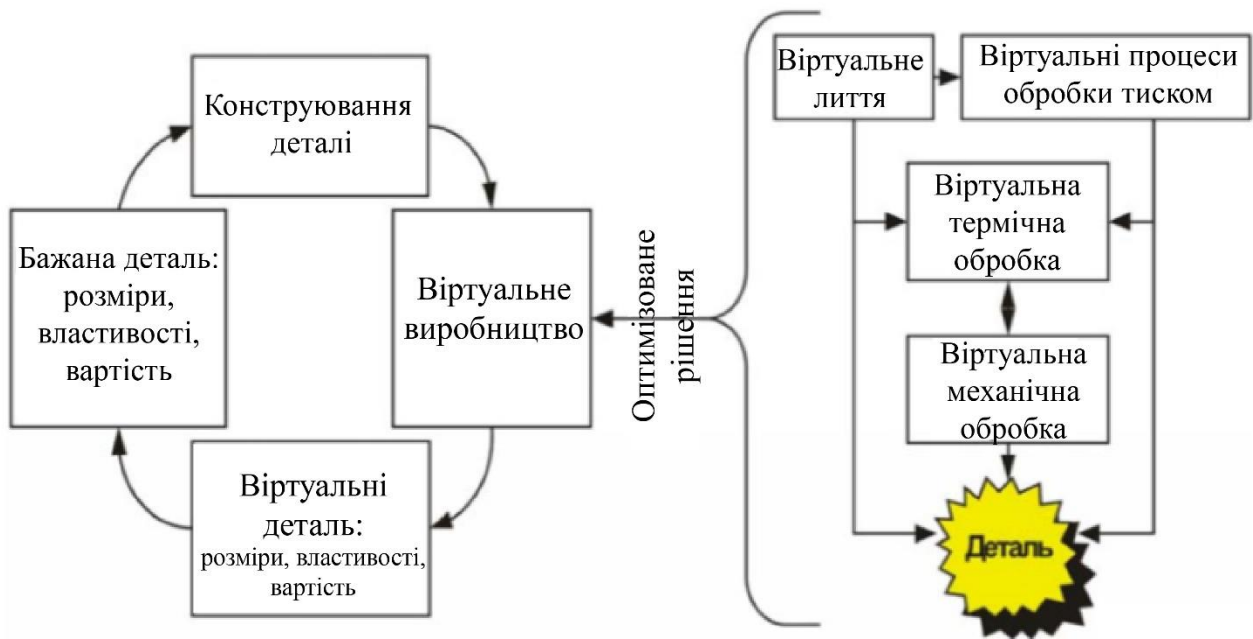 Конструювання
деталі
Бажана деталь:
розміри,
властивості,
вартість
Віртуальне
виробництво
Віртуальні
деталь:
розміри, властивості,
вартість
Оптимізоване
рішення
Віртуальне
лиття
Віртуальні процеси
обробки тиском
Віртуальна
термічна
обробка
Віртуальна
механічна
обробка
Деталь